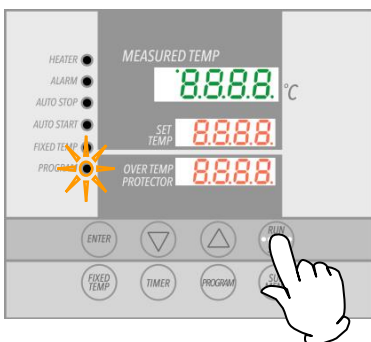 MEASURED TEMP
HEATER
ALARM
8.8.8.8. °C
AUTO STOP
AUTO START
SET TEMP 8.8.8.8.
FIXED TEMP
PROGRAM
OVER TEMP PROTECTOR 8.8.8.8.
ENTER
RUN
FIXED TEMP
TIMER
PROGRAM